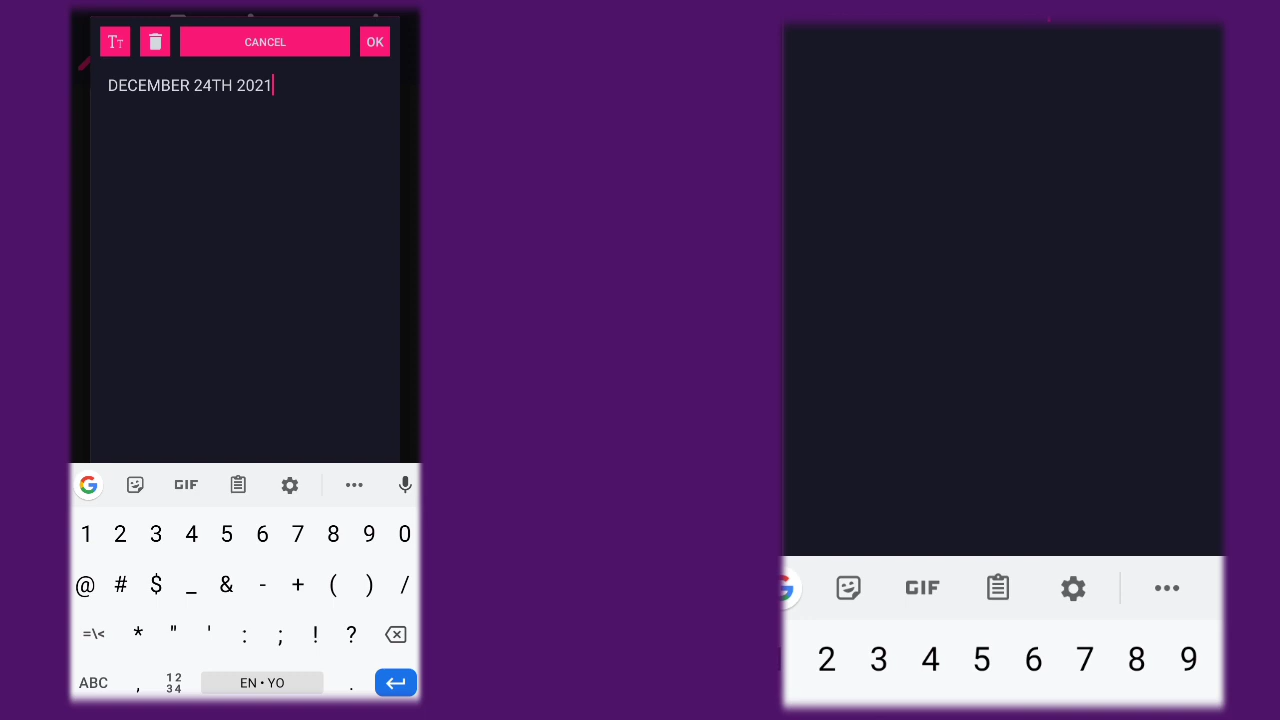 Tт CANCEL OK
DECEMBER 24TH 2021
G GIF
1 2 3 4 5 6 7 8 9 0
@ # $ _ & - + ( ) /
=\< * " ' : ; ! ?
ABC , 12 34 EN • YO .
GIF
2 3 4 5 6 7 8 9